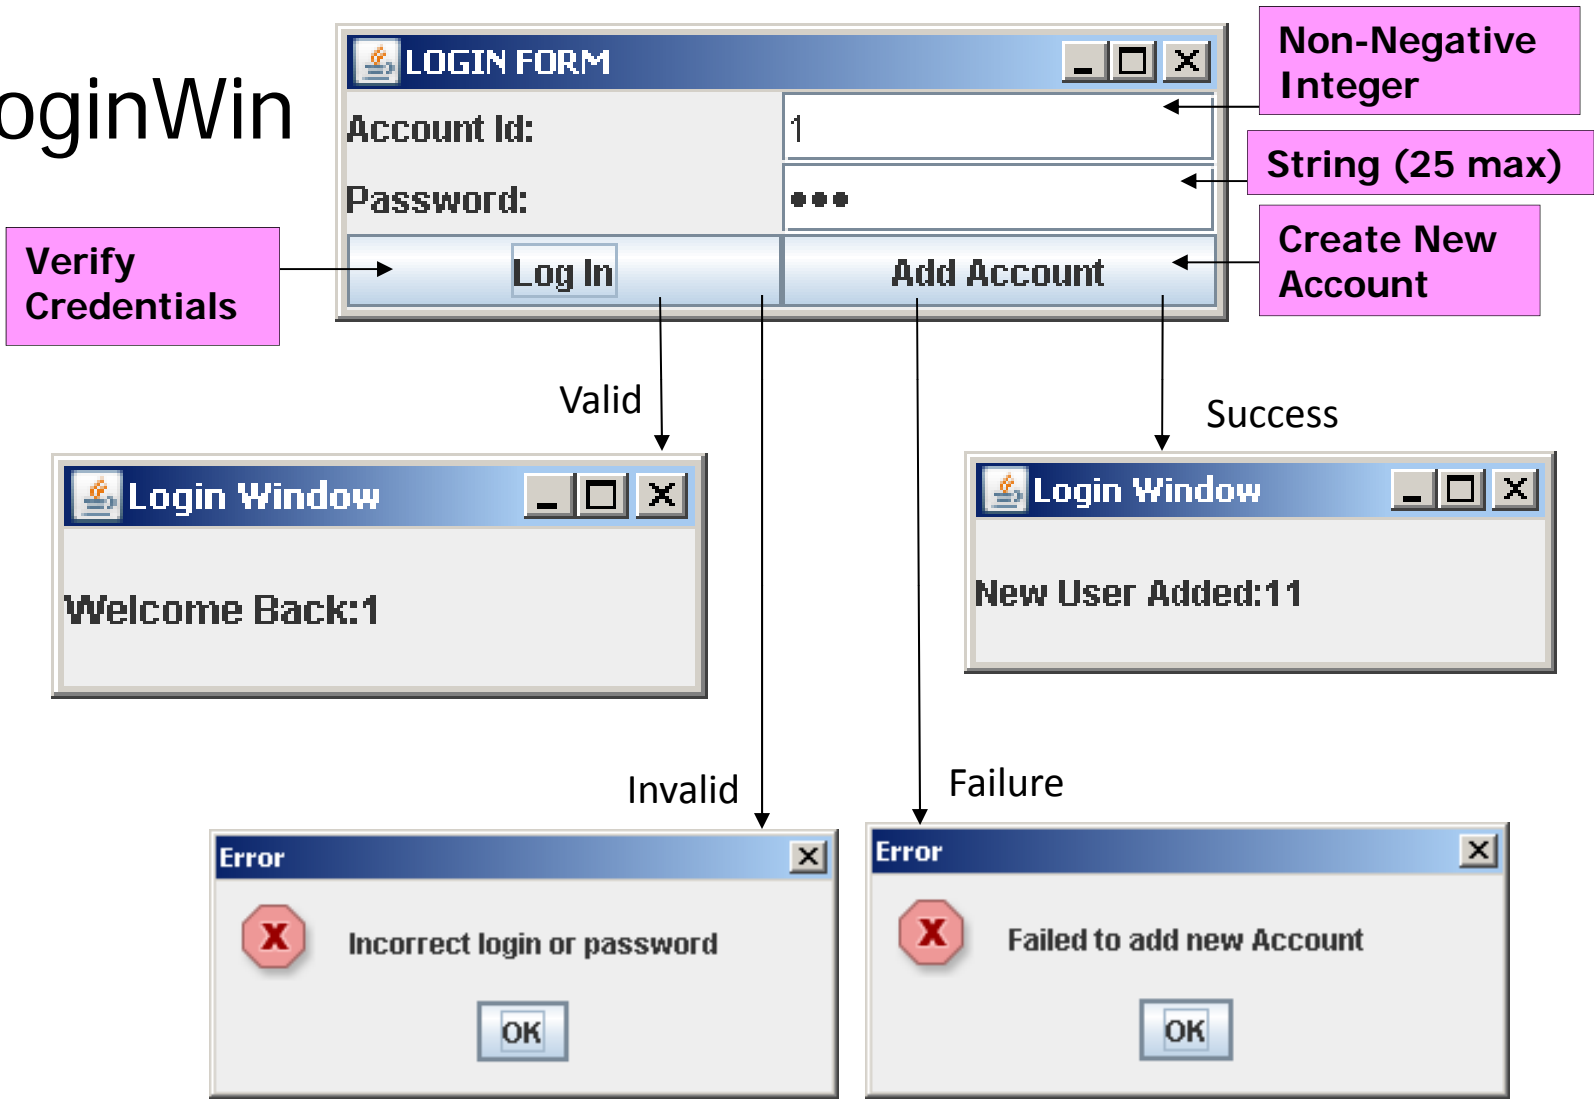 oginWin
LOGIN FORM
Non-Negative
Integer
Account Id:
1
String (25 max)
Password:
Create New
Account
Verify
Credentials
Log In
Add Account
Valid
Success
Login Window
Welcome Back:1
Login Window
New User Added:11
Invalid
Failure
Error
Incorrect login or password
OK
Error
Failed to add new Account
OK